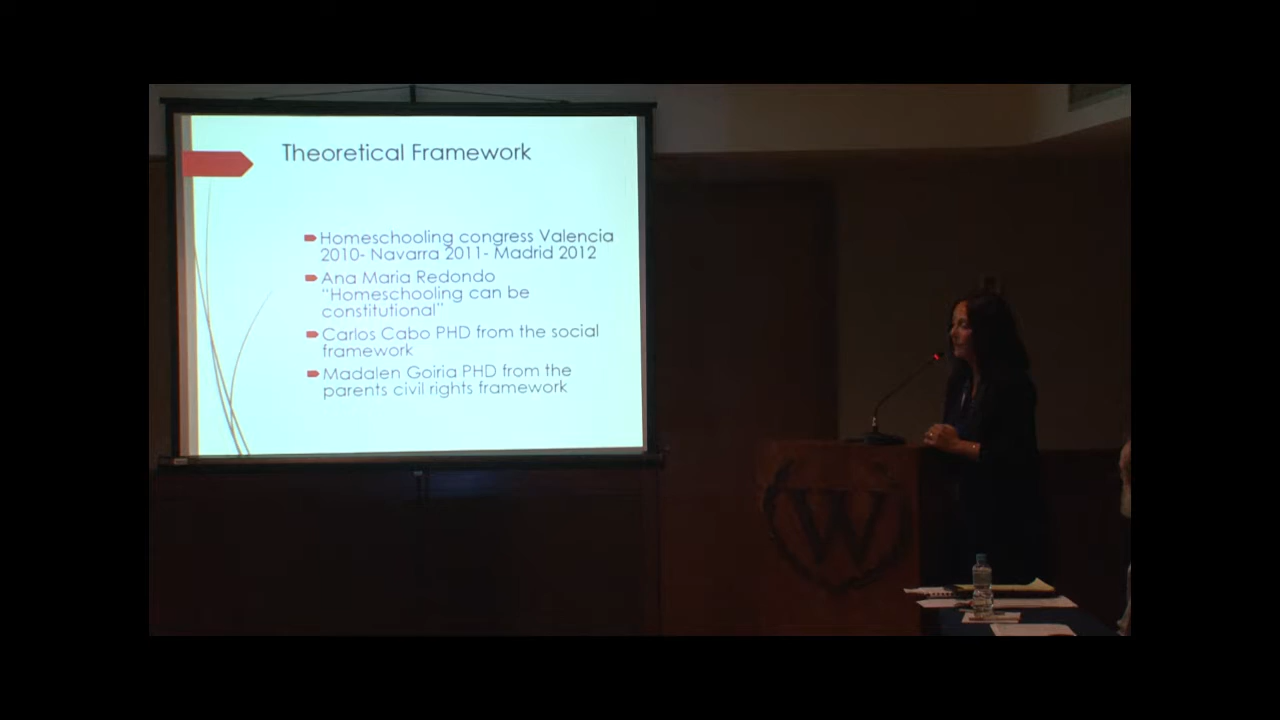 Theoretical Framework
Homeschooling congress Valencia
2010- Navarra 2011- Madrid 2012
Ana Maria Redondo
"Homeschooling can be
constitutional"
Carlos Cabo PHD from the social
framework
Madalen Goiria PHD from the
parents civil rights framework
W